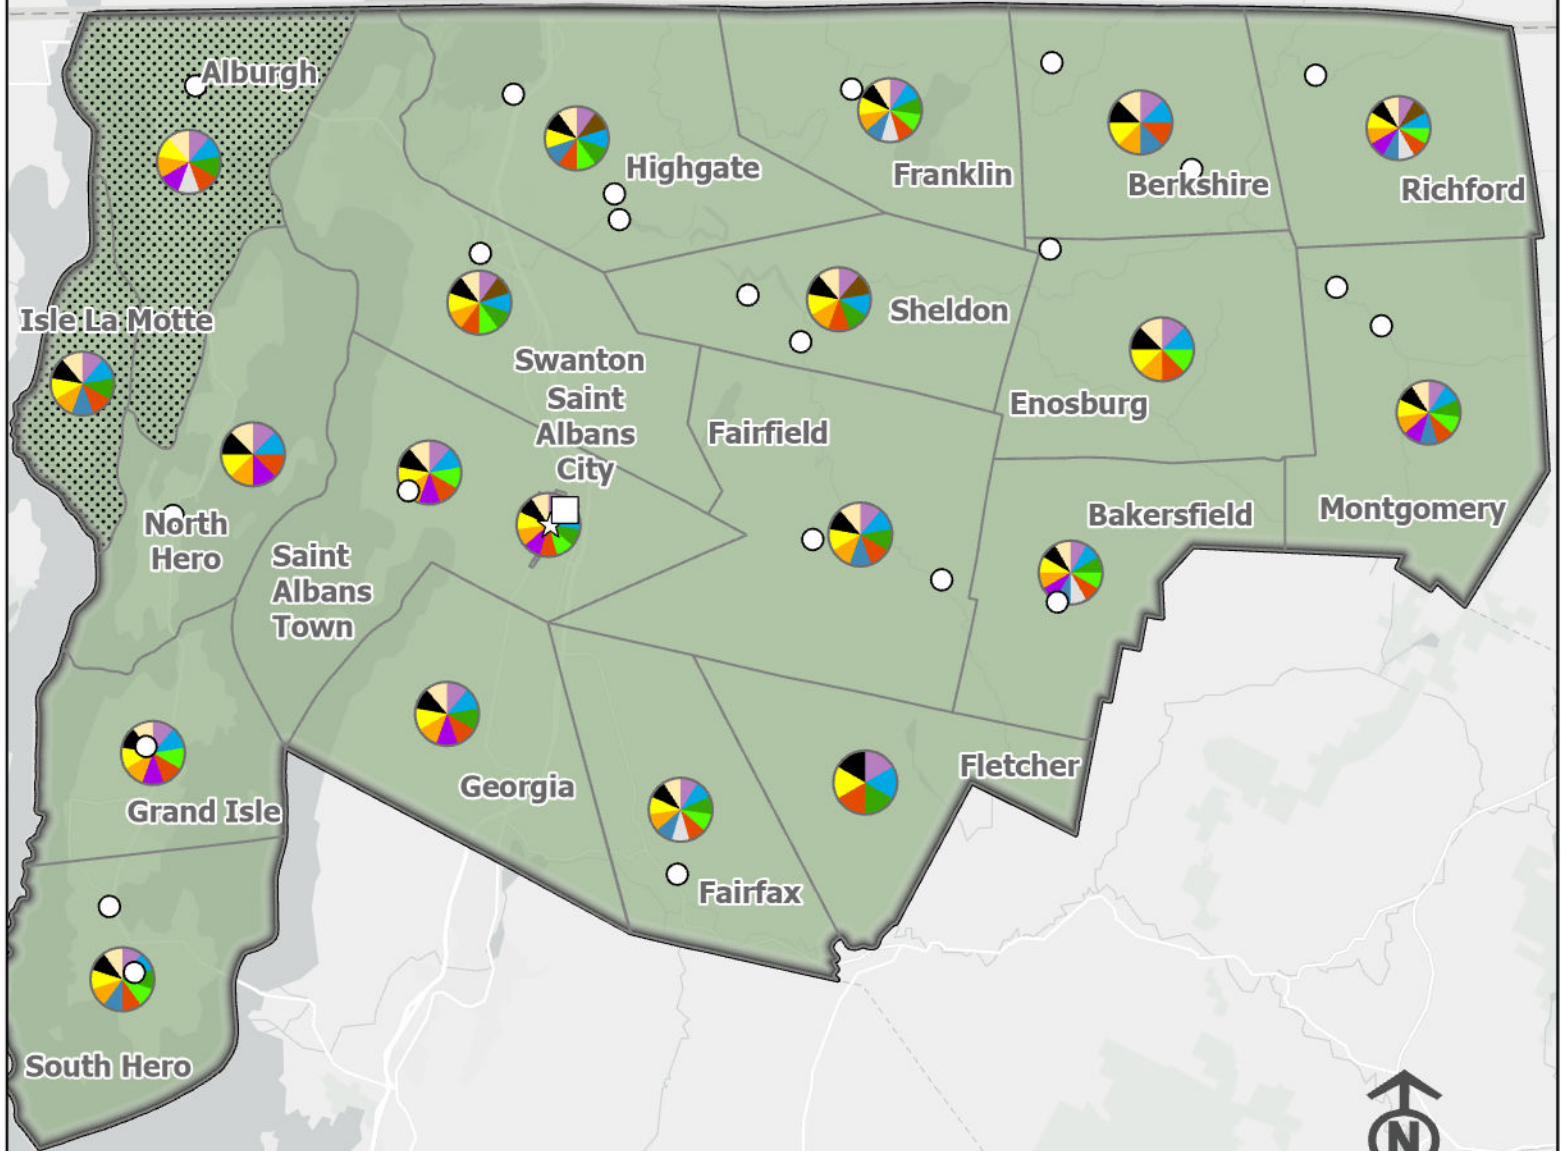 Alburgh
Highgate
Franklin
Berkshire
Richford
Isle La Motte
Sheldon
Swanton
Saint
Albans
City
Enosburg
Fairfield
North
Hero
Saint
Albans
Town
Bakersfield
Montgomery
Georgia
Grand Isle
Fletcher
Fairfax
South Hero
N